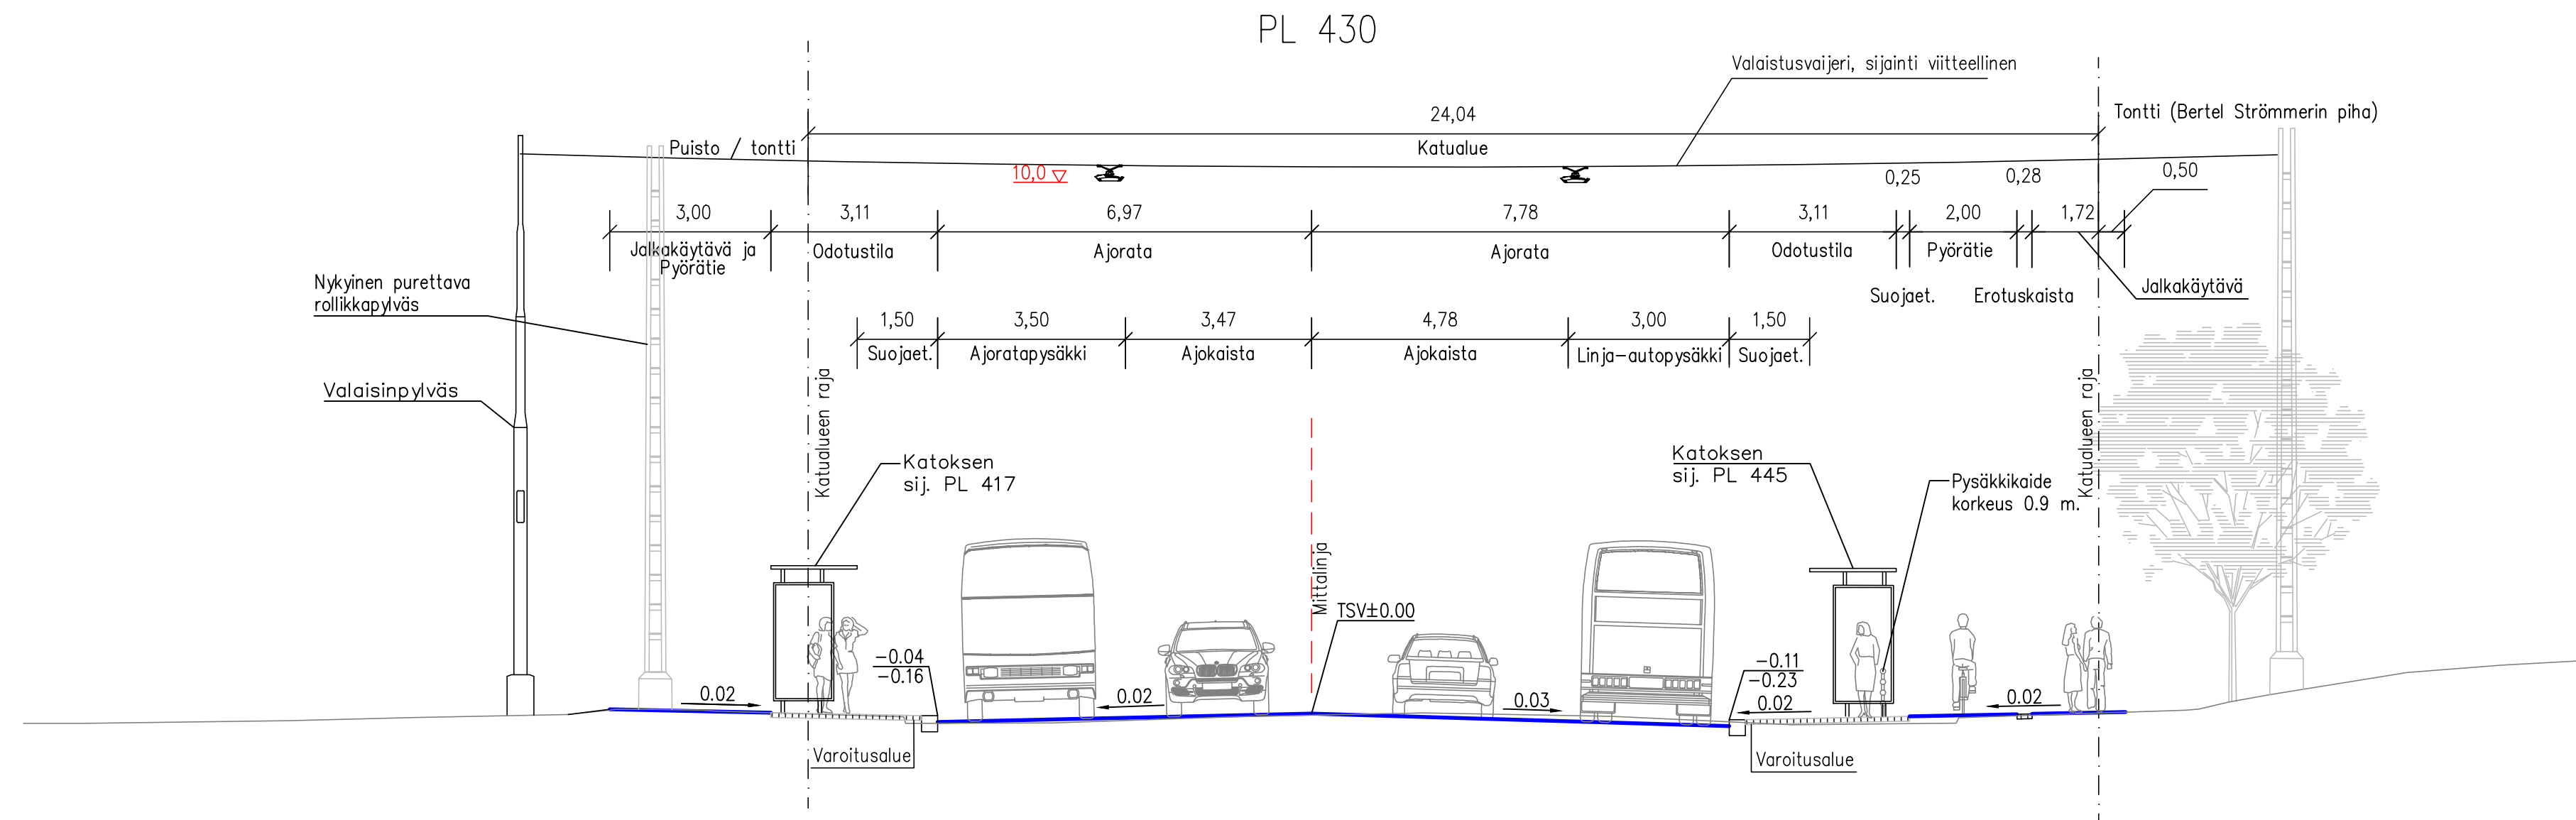 PL 430
Valaistusvaijeri, sijainti viitteellinen
24,04
Tontti (Bertel Strömmerin piha)
Puisto / tontti
Katualue
10,0
0,25
0,28
0,50
3,00
3,11
6,97
7,78
3,11
2,00
1,72
Jalkakäytävä ja
Pyörätie
Odotustila
Ajorata
Ajorata
Odotustila
Pyörätie
Nykyinen purettava
rollikkapylväs
Suojaet.
Erotuskaista
Jalkakäytävä
1,50
3,50
3,47
4,78
3,00
1,50
Suojaet.
Ajoratapysäkki
Ajokaista
Ajokaista
Linja-autopysäkki
Suojaet.
Valaisinpylväs
Katualueen raja
Katualueen raja
Katoksen
sij. PL 417
Katoksen
sij. PL 445
Pysäkkikaide
korkeus 0.9 m.
Mittalinja
TSV±0.00
-0.04
-0.16
-0.11
-0.23
0.02
0.02
0.03
0.02
0.02
Varoitusalue
Varoitusalue